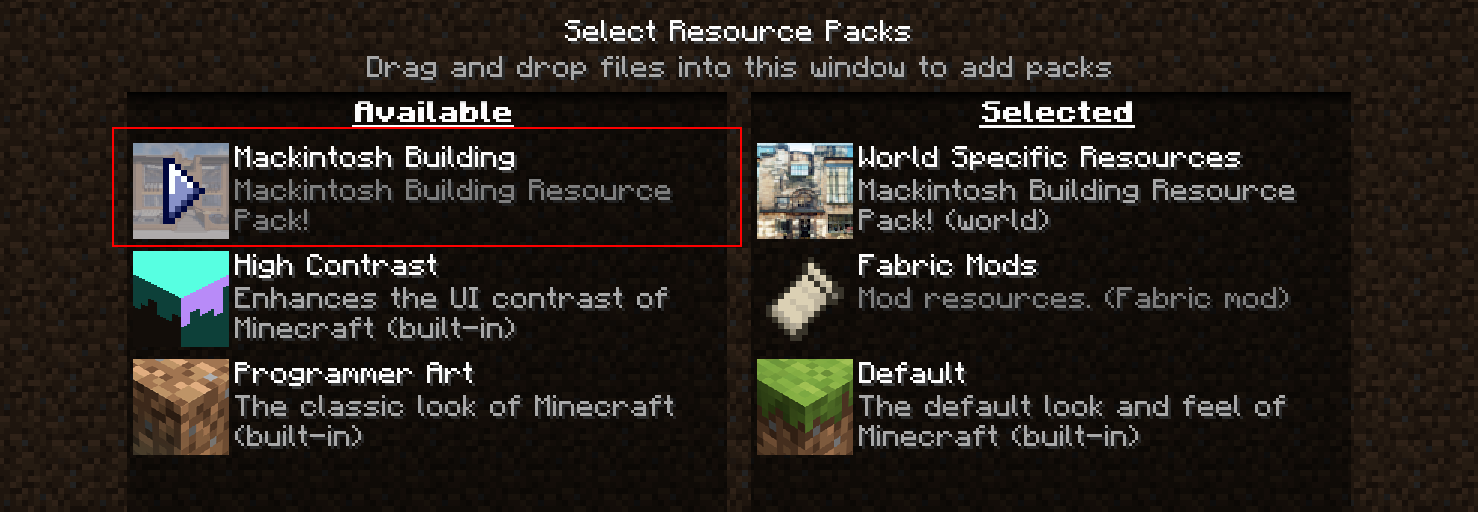 Select Resource Packs
Drag and drop files into this window to add packs
Available
Mackintosh Building
Mackintosh Building Resource
Pack!
High Contrast
Enhances the UI contrast of
Minecraft (built-in)
Programmer Art
The classic look of Minecraft
(built-in)
Selected
World Specific Resources
Mackintosh Building Resource
Pack! (world)
Fabric Mods
Mod resources. (Fabric mod)
Default
The default look and feel of
Minecraft (built-in)